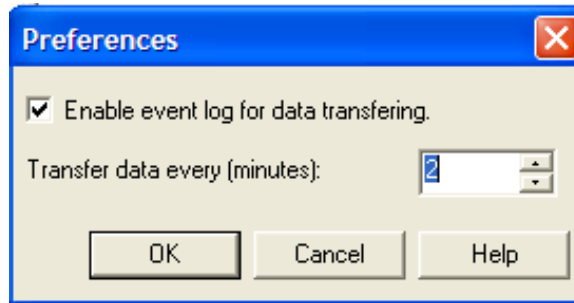 Preferences
Enable event log for data transfering.
Transfer data every (minutes):
2
OK
Cancel
Help